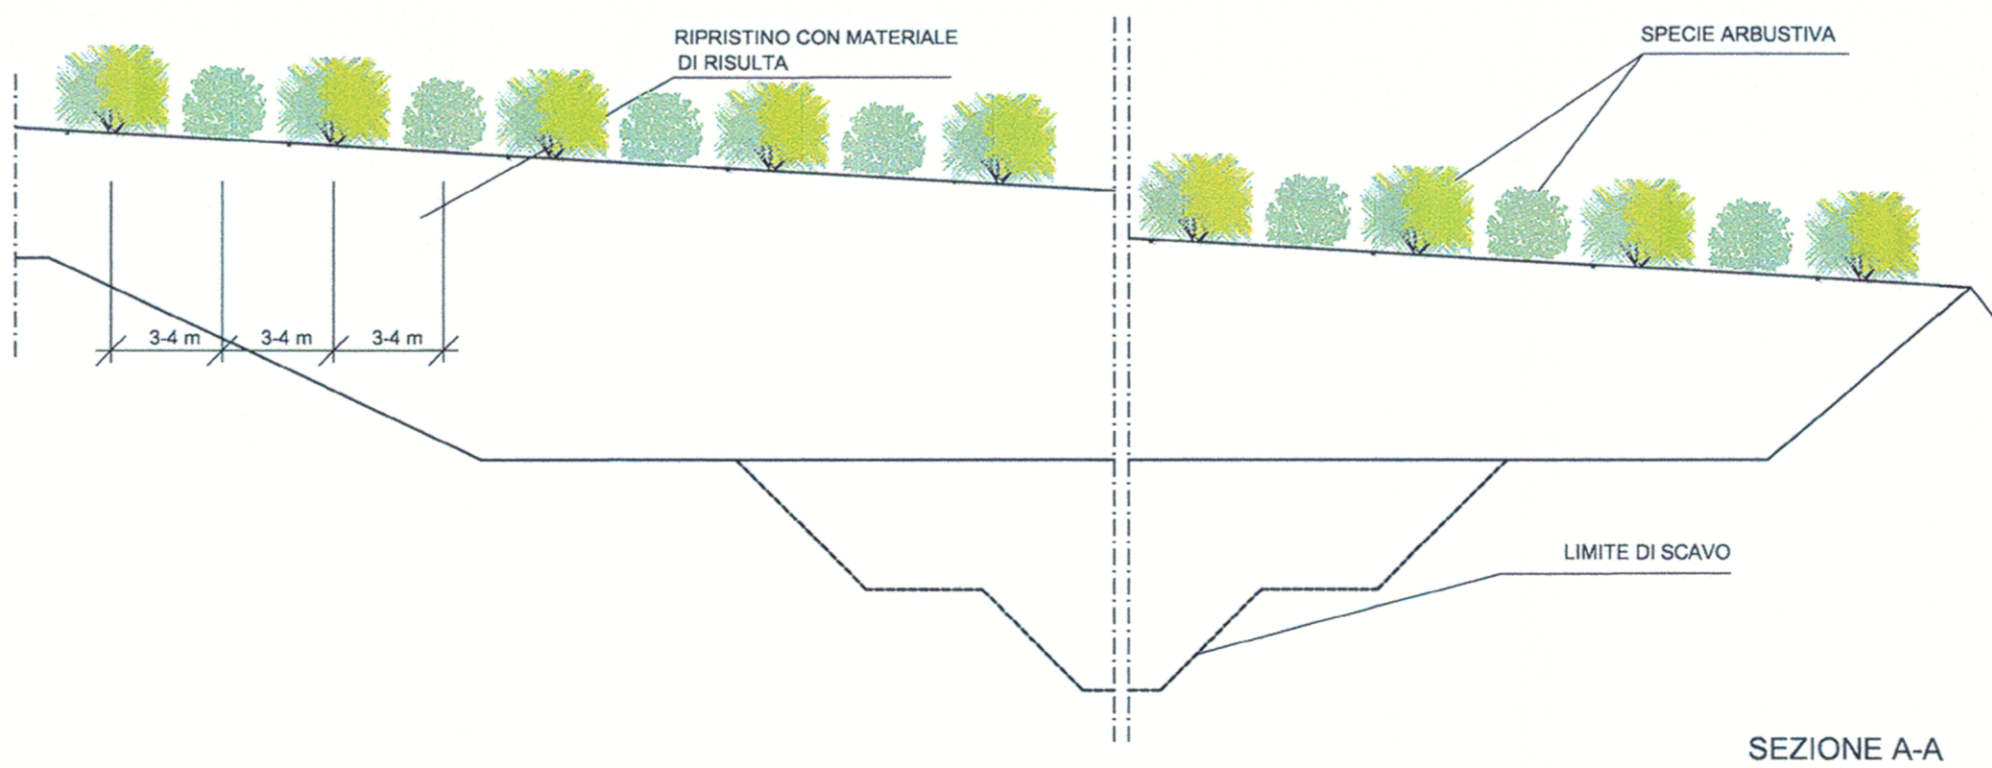 RIPRISTINO CON MATERIALE
DI RISULTA
SPECIE ARBUSTIVA
3-4 m
3-4 m
3-4 m
LIMITE DI SCAVO
SEZIONE A-A